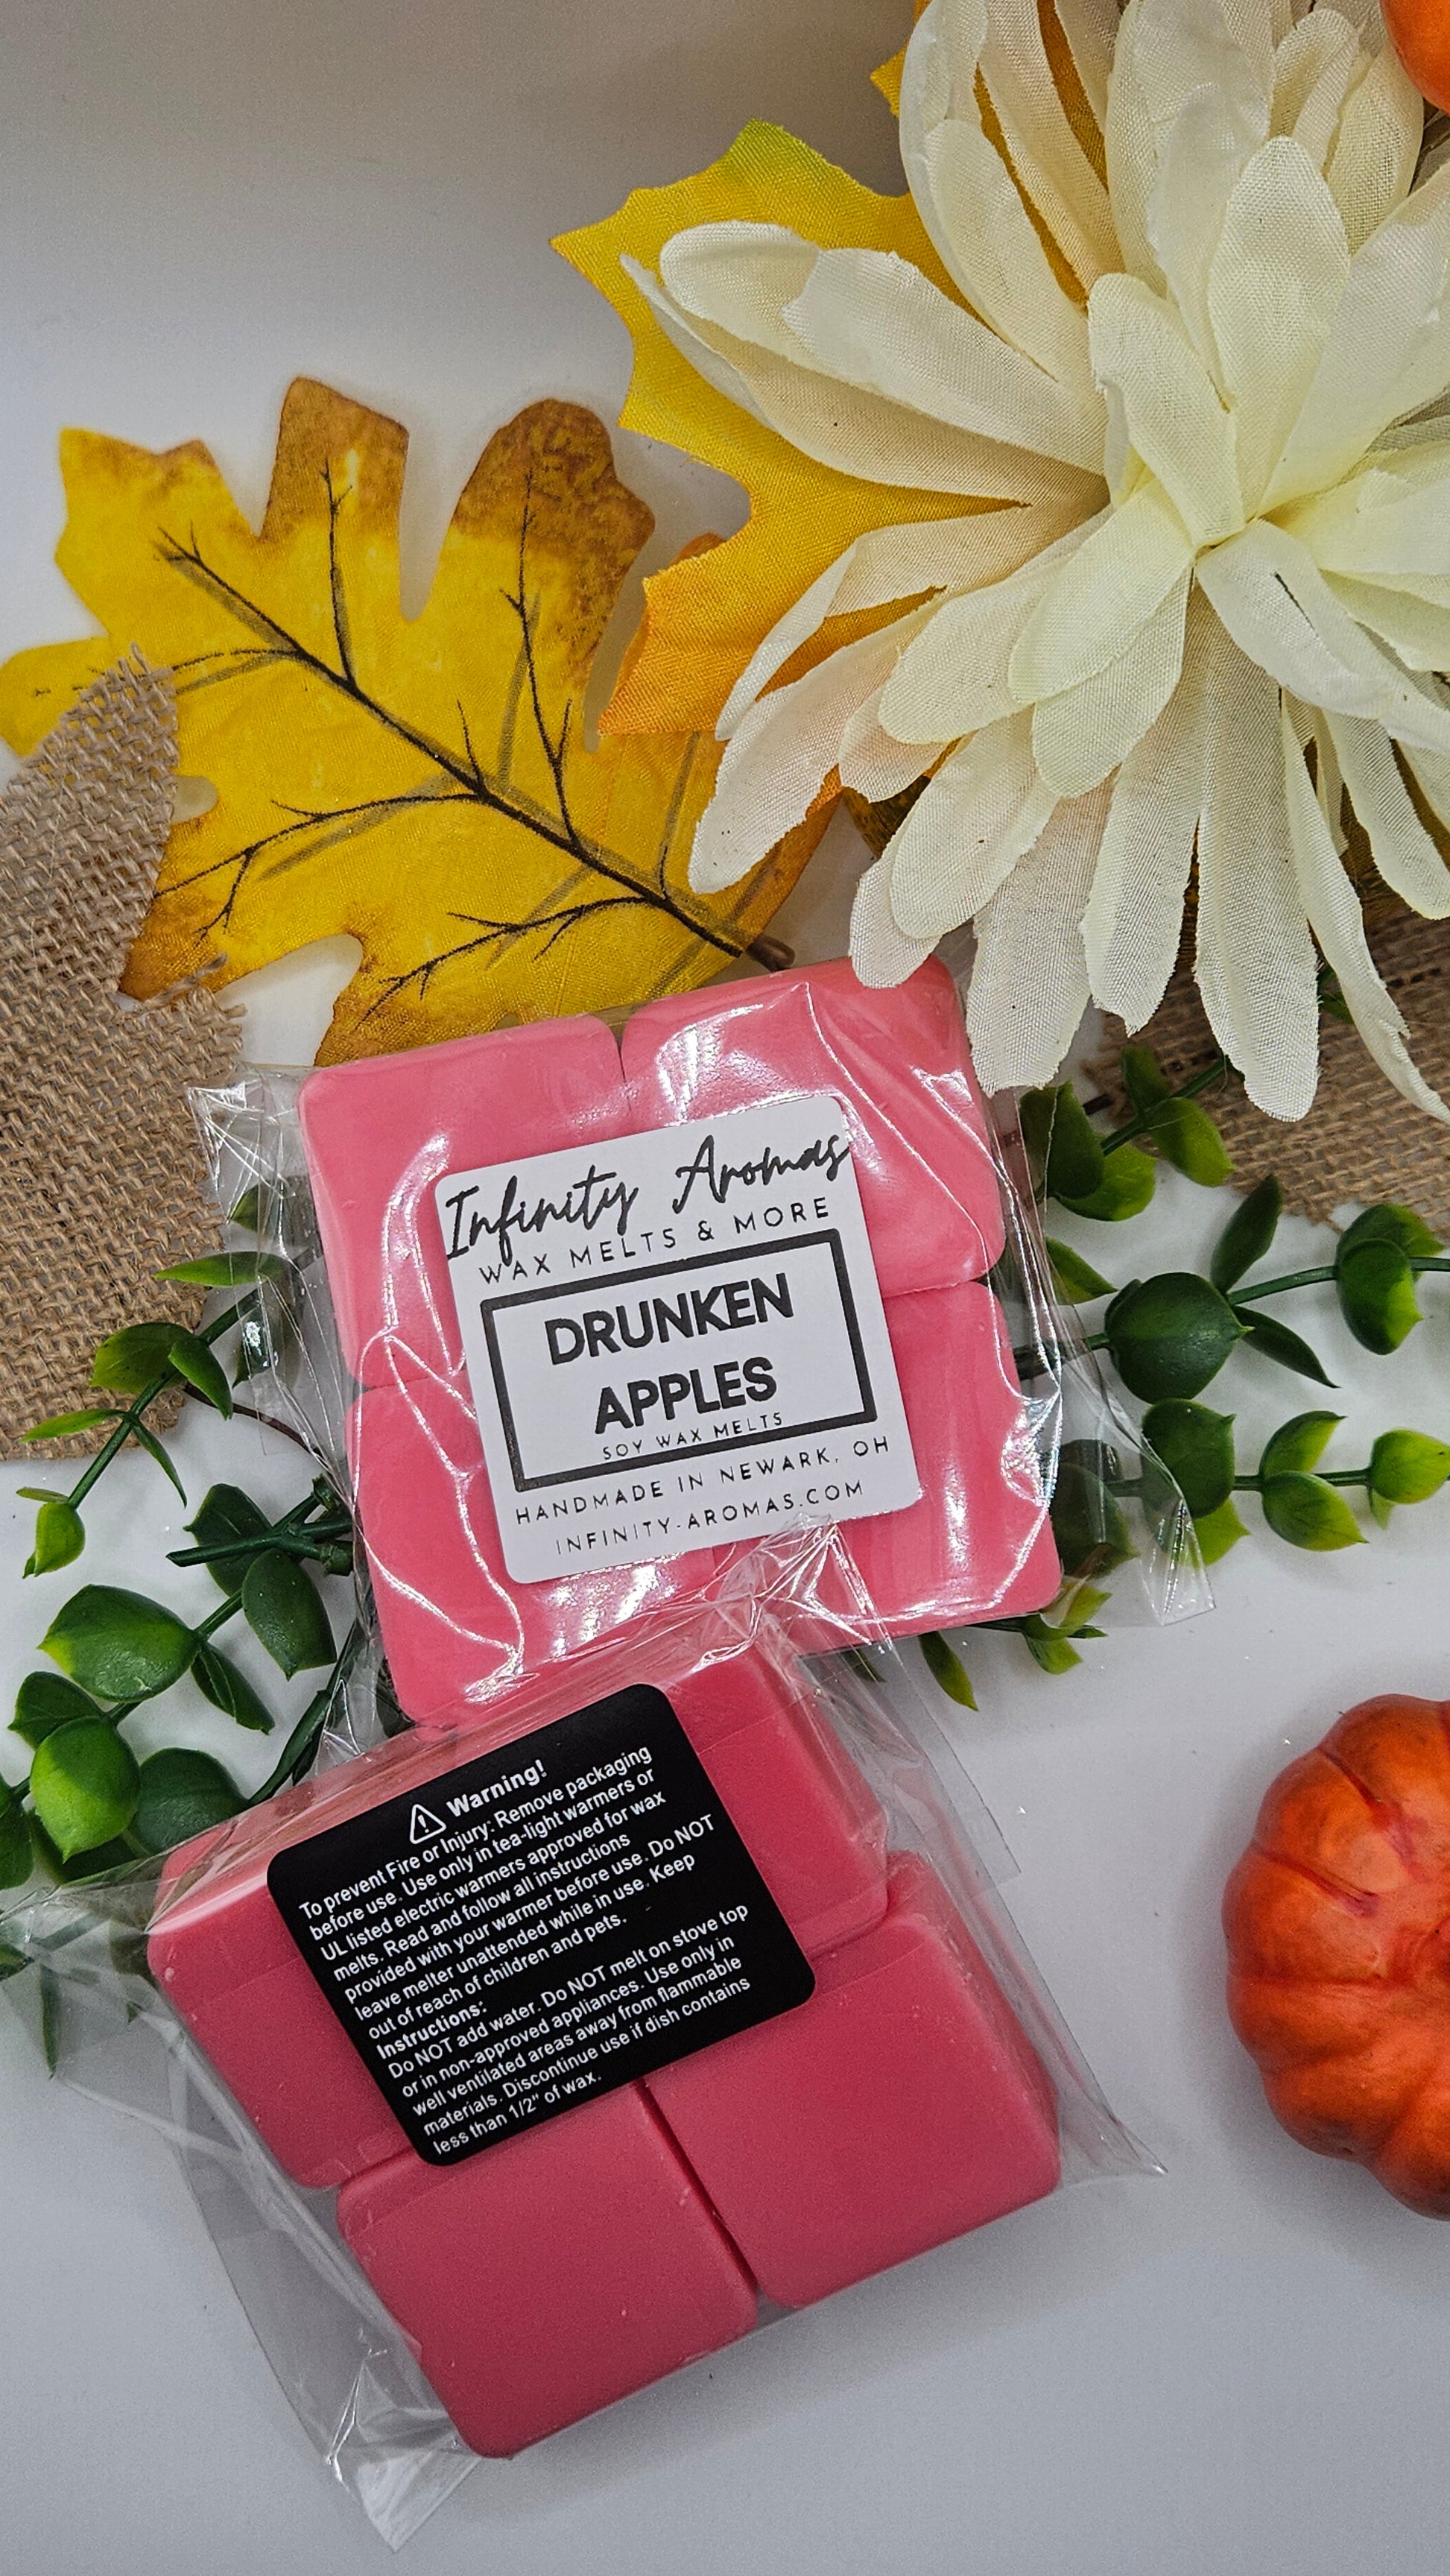 Infinity Aromas
WAX MELTS & MORE
DRUNKEN
APPLES
SOY WAX MELTS
HANDMADE IN NEWARK, OH
INFINITY-AROMAS.COM
Warning!
To prevent Fire or Injury: Remove packaging
before use. Use only in tea-light warmers or
UL listed electric warmers approved for wax
melts. Read and follow all instructions
provided with your warmer before use. Do NOT
leave melter unattended while in use. Keep
out of reach of children and pets.
Instructions:
Do NOT add water. Do NOT melt on stove top
or in non-approved appliances. Use only in
well ventilated areas away from flammable
materials. Discontinue use if dish contains
less than 1/2" of wax.